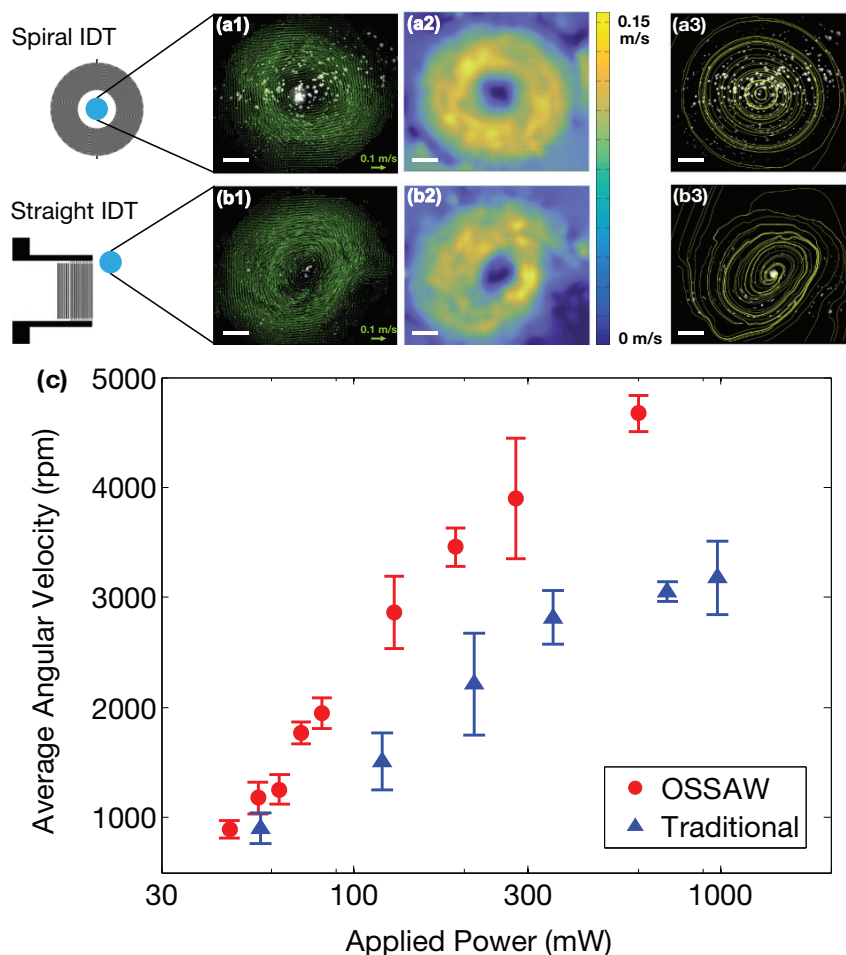 Spiral IDT
(a1)
0.1 m/s
(a2)
0.15
m/s
(a3)
Straight IDT
(b1)
0.1 m/s
(b2)
0 m/s
(b3)
(c)
5000
4000
3000
2000
1000
Average Angular Velocity (rpm)
OSSAW
Traditional
30
100
300
1000
Applied Power (mW)